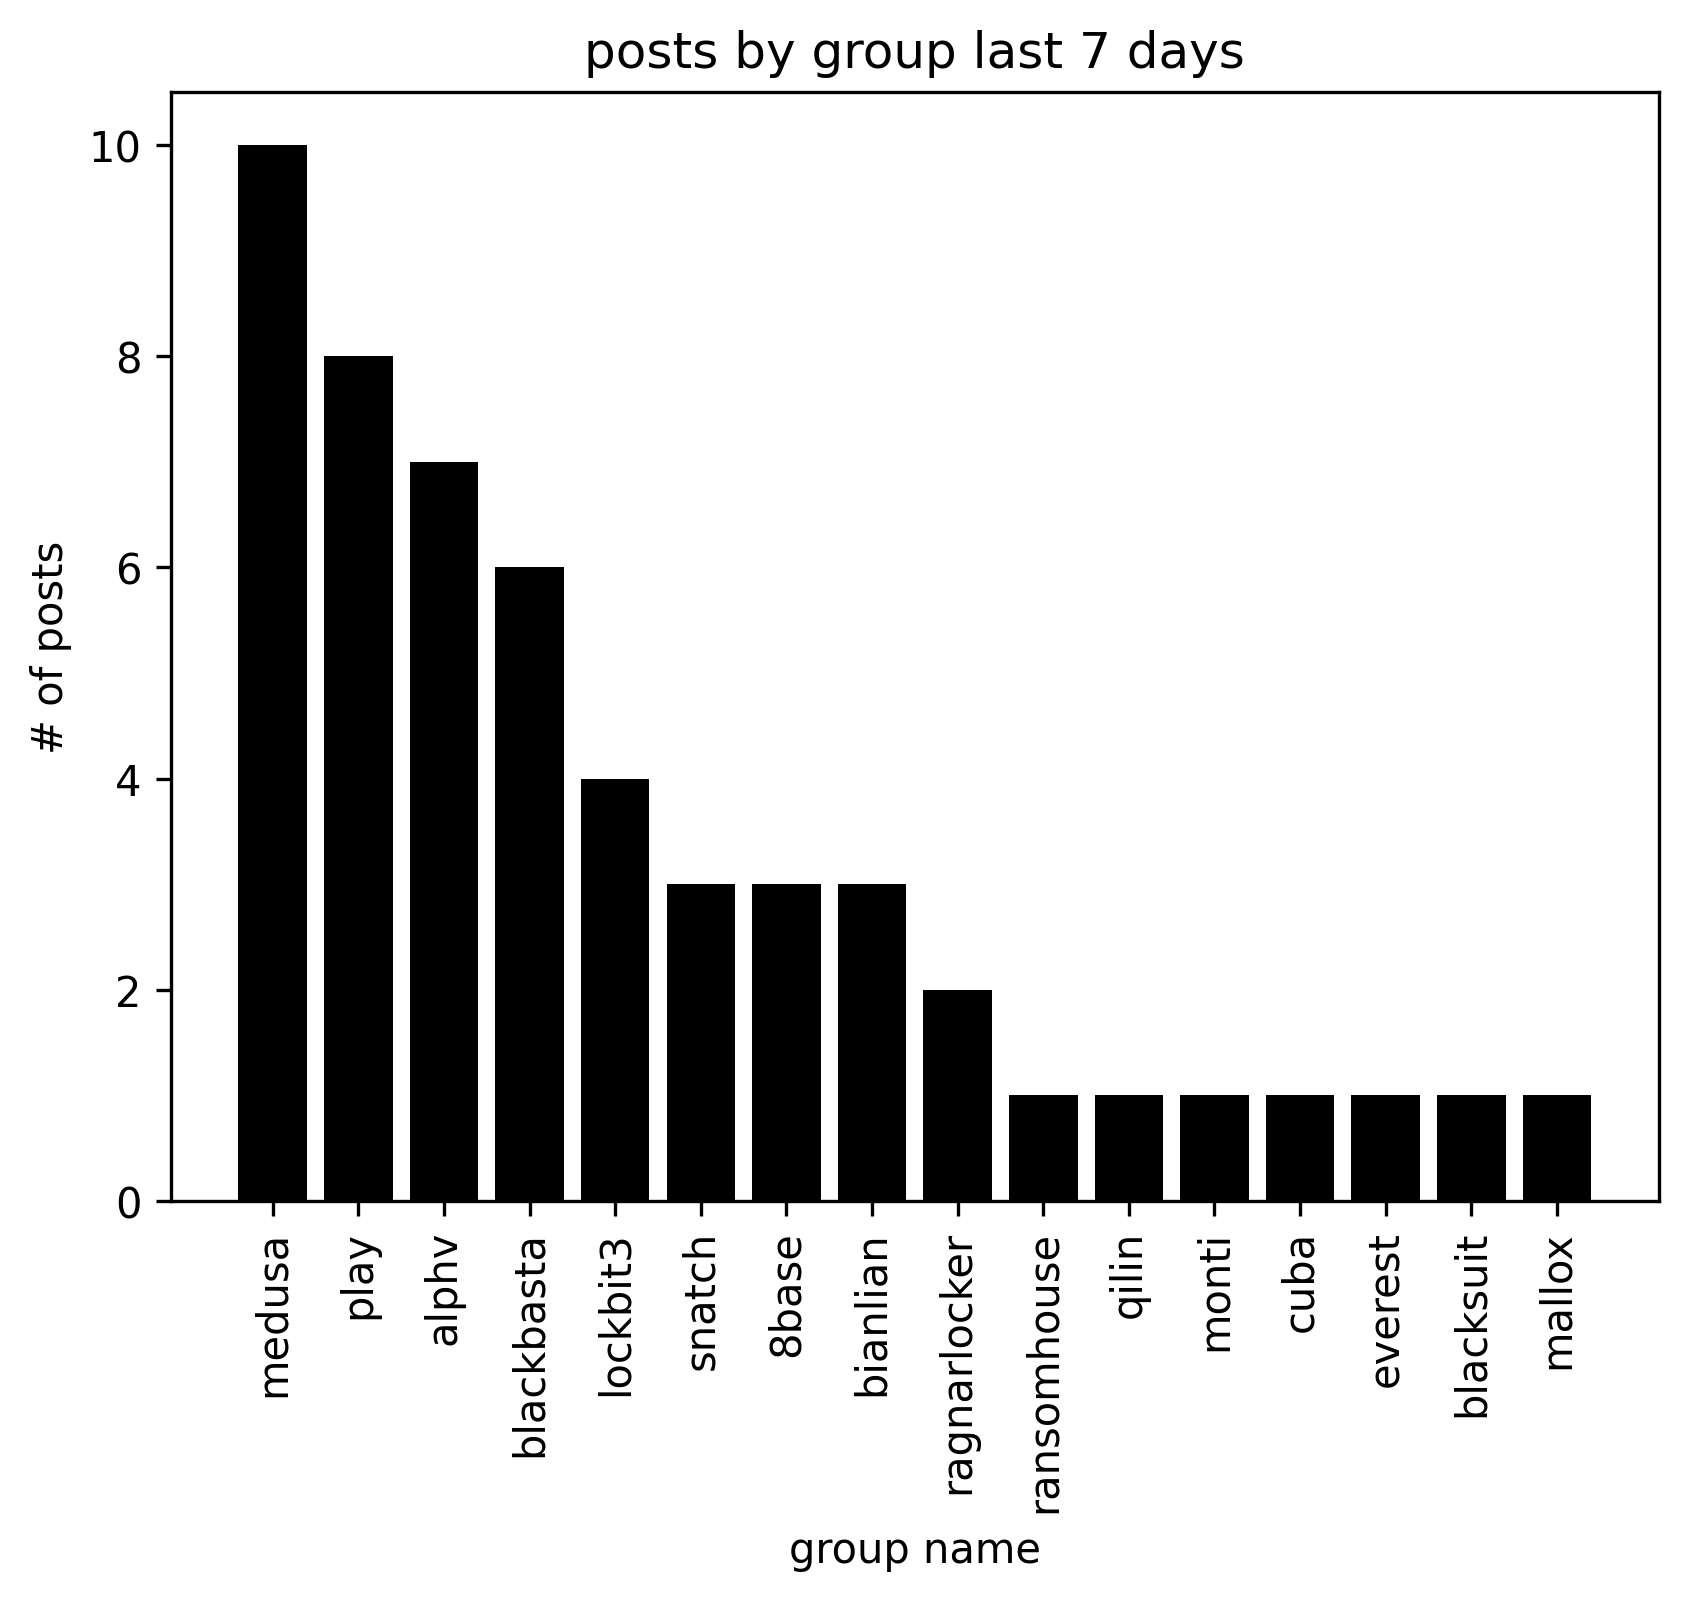 posts by group last 7 days
10
8
6
4
2
0
# of posts
medusa
play
alphv
blackbasta
lockbit3
snatch
8base
bianlian
ragnarlocker
ransomhouse
qilin
monti
cuba
everest
blacksuit
mallox
group name